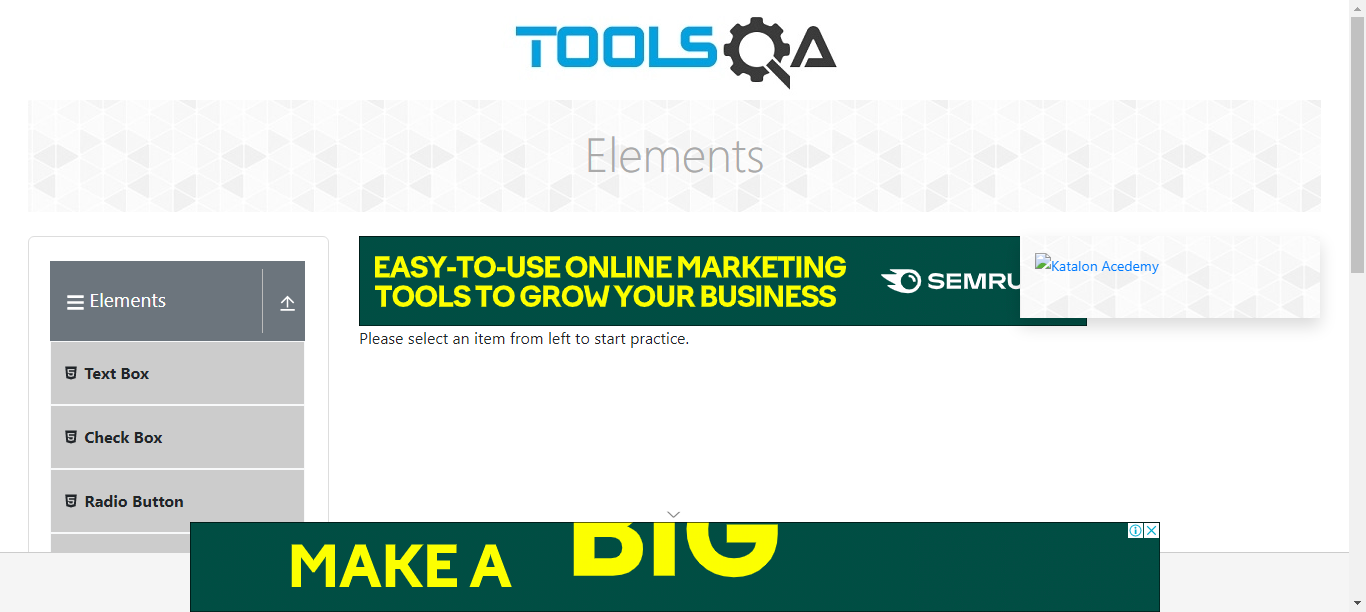 TOOLSQA
Elements
Elements
Text Box
Check Box
Radio Button
EASY-TO-USE ONLINE MARKETING
TOOLS TO GROW YOUR BUSINESS
SEMRU
Katalon Acedemy
Please select an item from left to start practice.
MAKE A BIG